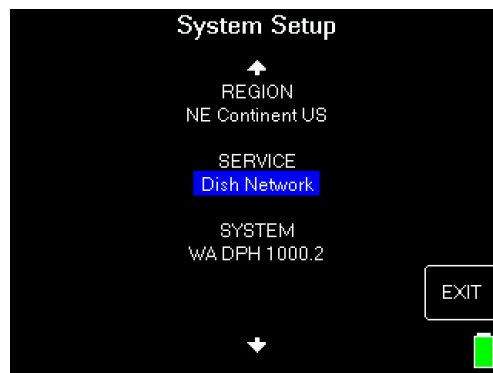 System Setup
REGION
NE Continent US
SERVICE
Dish Network
SYSTEM
WA DPH 1000.2
EXIT